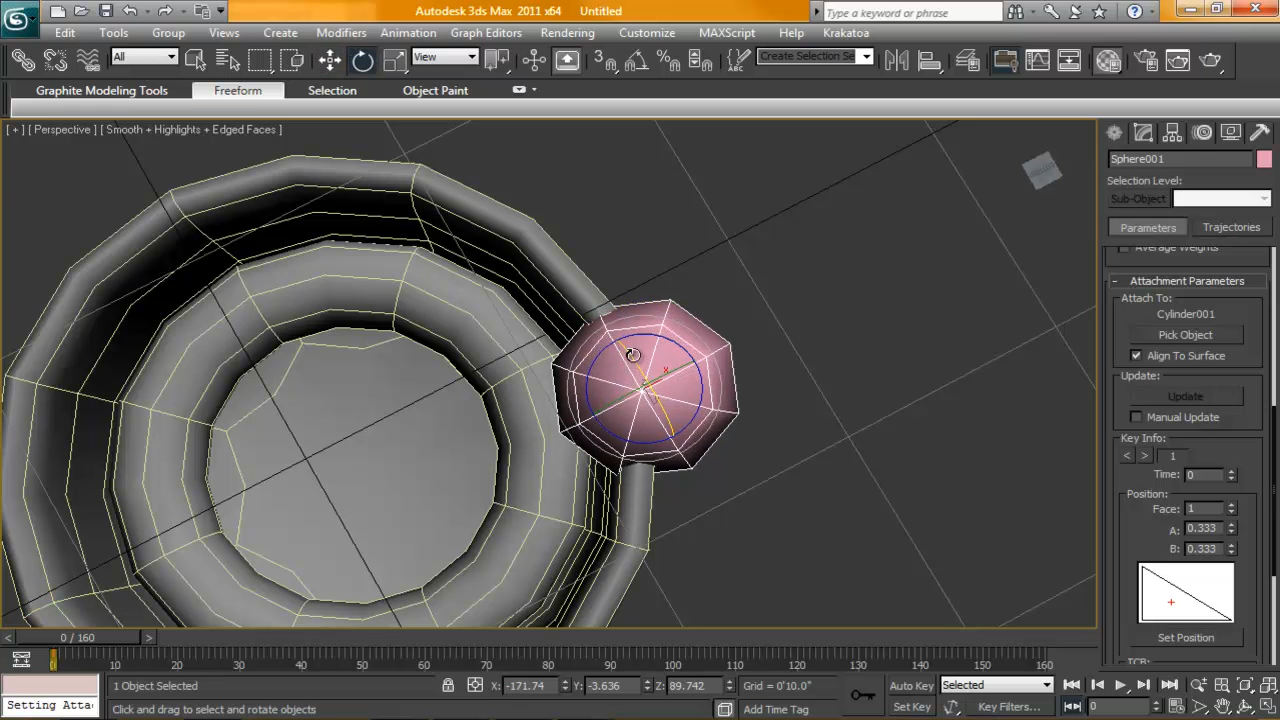 Autodesk 3ds Max 2011 x64 Untitled
Type a keyword or phrase
Edit Tools Group Views Create Modifiers Animation Graph Editors Rendering Customize MAXScript Help Krakatoa
All View Create Selection Se
Graphite Modeling Tools Freeform Selection Object Paint
[ + ] [ Perspective ] [ Smooth + Highlights + Edged Faces ]
Sphere001
Selection Level:
Sub-Object
Parameters Trajectories
Average Weights
- Attachment Parameters
Attach To:
Cylinder001
Pick Object
Align To Surface
Update:
Update
Manual Update
Key Info:
< > 1
Time: 0
Position:
Face: 1
A: 0.333
B: 0.333
Set Position
TCB:
x
< 0 / 160 >
0 10 20 30 40 50 60 70 80 90 100 110 120 130 140 150 160
1 Object Selected X: -171.74 Y: -3.636 Z: 89.742 Grid = 0'10.0" Auto Key Selected
Setting Atta Click and drag to select and rotate objects Add Time Tag Set Key Key Filters... 0